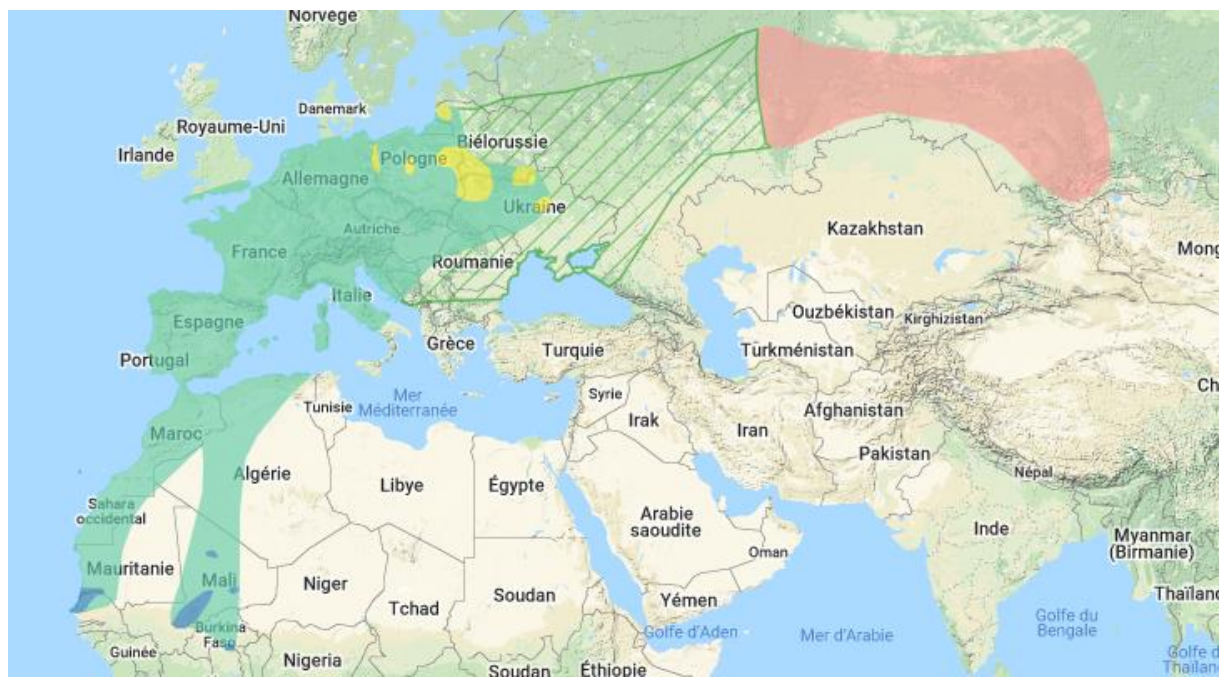 Norvège
Danemark
Royaume-Uni
Irlande
Biélorussie
Pologne
Allemagne
Ukraine
Autriche
France
Kazakhstan
Mong
Roumanie
Italie
Espagne
Ouzbékistan
Kirghizistan
Portugal
Grèce
Turquie
Türkménistan
Ch
Mer
Méditerranée
Tunisie
Syrie
Afghanistan
Irak
Iran
Maroc
Pakistan
Algérie
Népal
Libye
Égypte
Sahara
occidental
Arabie
saoudite
Inde
Myanmar
(Birmanie)
Oman
Mauritanie
Mali
Niger
Tchad
Soudan
Yémen
Thaïland
Burkina
Faso
Golfe d'Aden
Mer d'Arabie
Golfe du
Bengale
Guinée
Nigeria
Soudan
Éthiopie
Golfe d
Thaïland